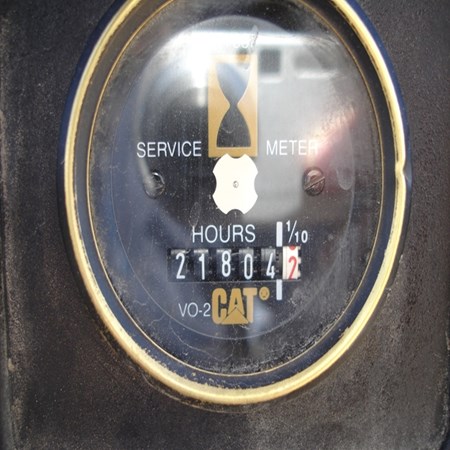 SERVICE METER
HOURS 1/10
21804 2
VO-2 CAT®